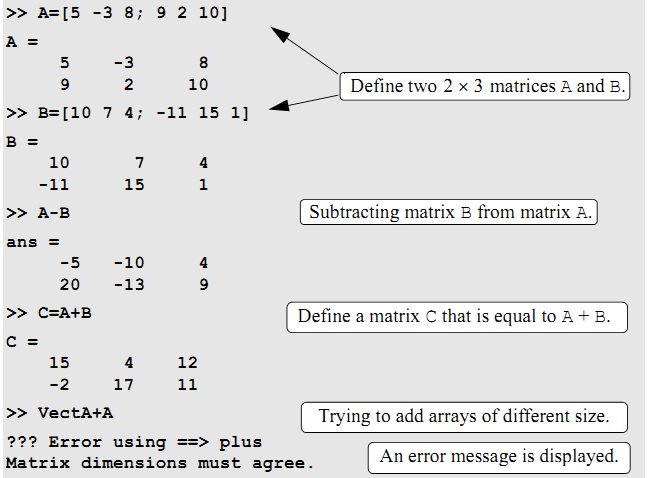 >> A=[5 -3 8; 9 2 10]
A =
5 -3 8
9 2 10
Define two 2 × 3 matrices A and B.
>> B=[10 7 4; -11 15 1]
B =
10 7 4
-11 15 1
>> A-B
Subtracting matrix B from matrix A.
ans =
-5 -10 4
20 -13 9
>> C=A+B
Define a matrix C that is equal to A + B.
C =
15 4 12
-2 17 11
>> VectA+A
Trying to add arrays of different size.
??? Error using ==> plus
Matrix dimensions must agree.
An error message is displayed.